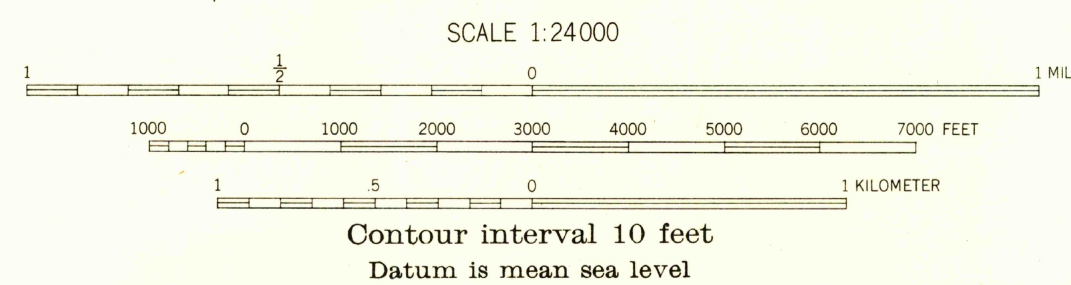 SCALE 1:24000
1 1/2 0 1 MIL
1000 0 1000 2000 3000 4000 5000 6000 7000 FEET
1 .5 0 1 KILOMETER
Contour interval 10 feet
Datum is mean sea level